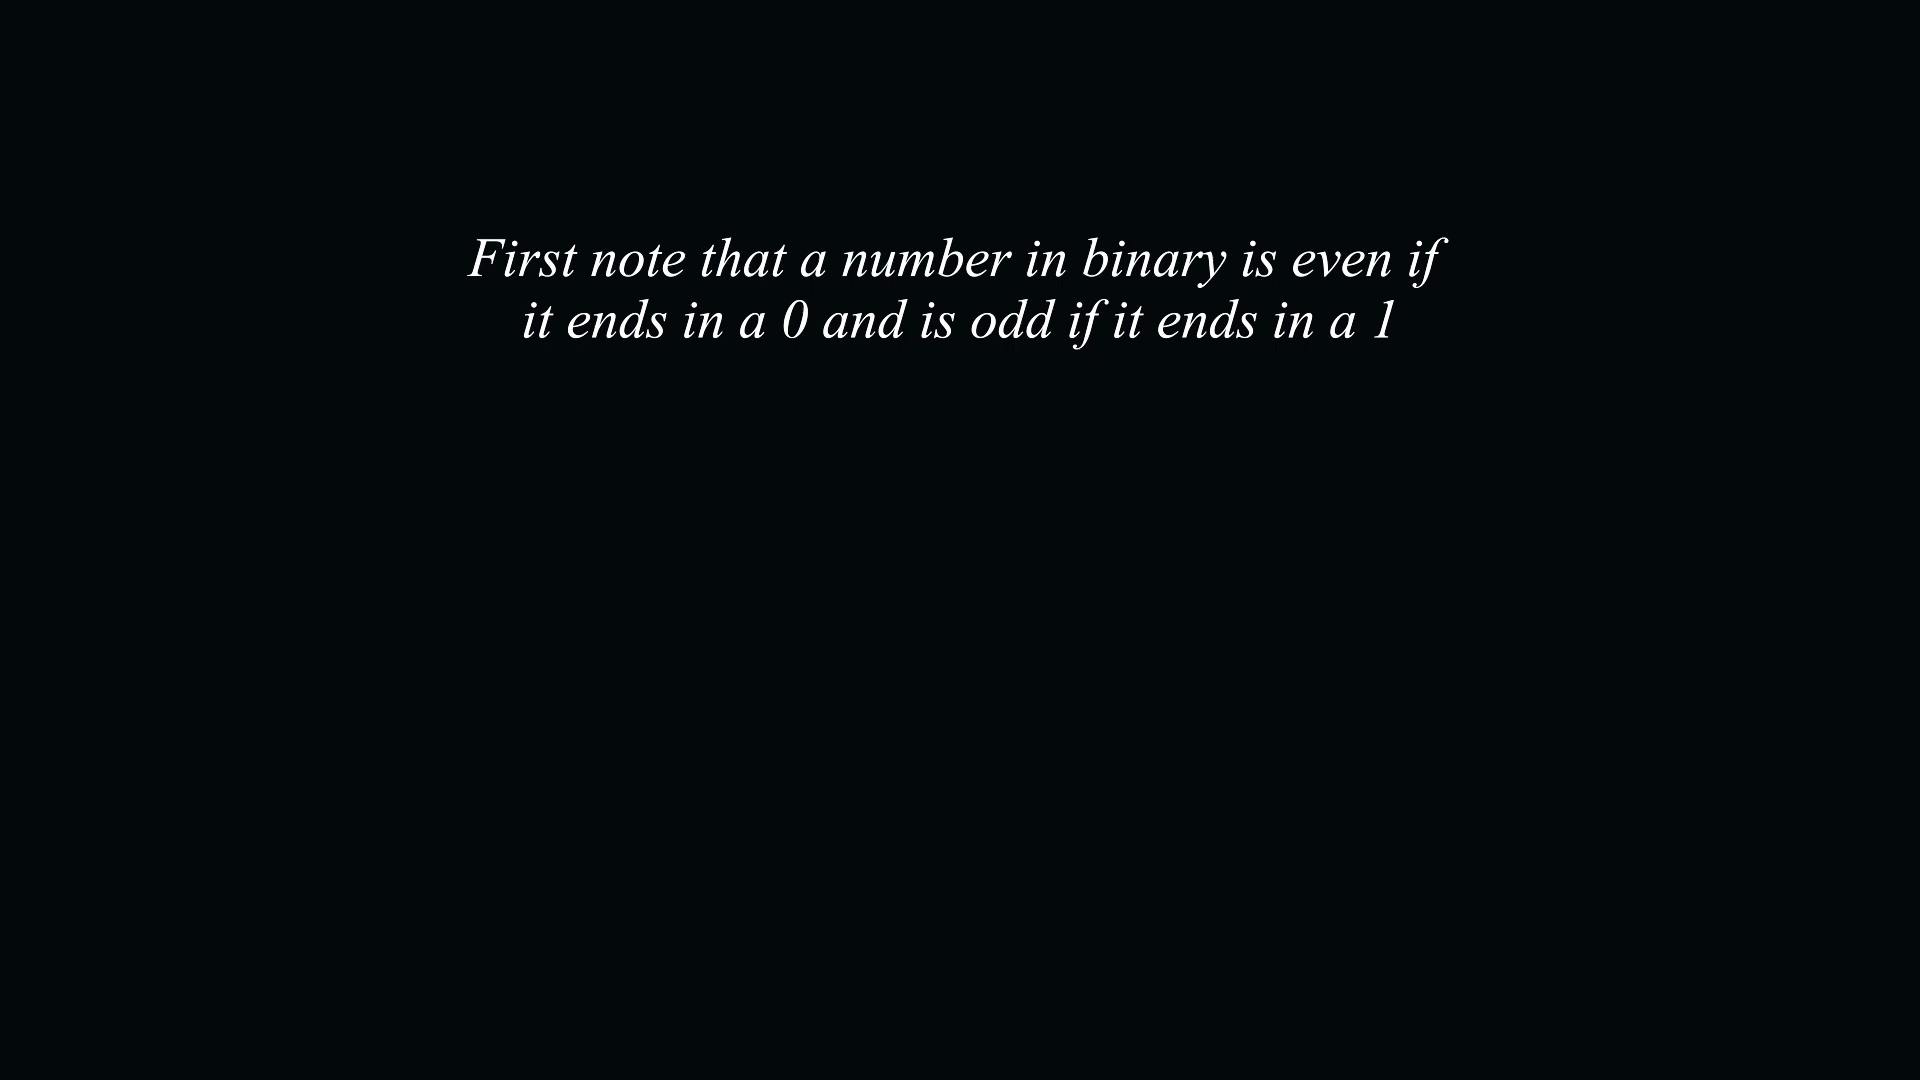 First note that a number in binary is even if
it ends in a 0 and is odd if it ends in a 1